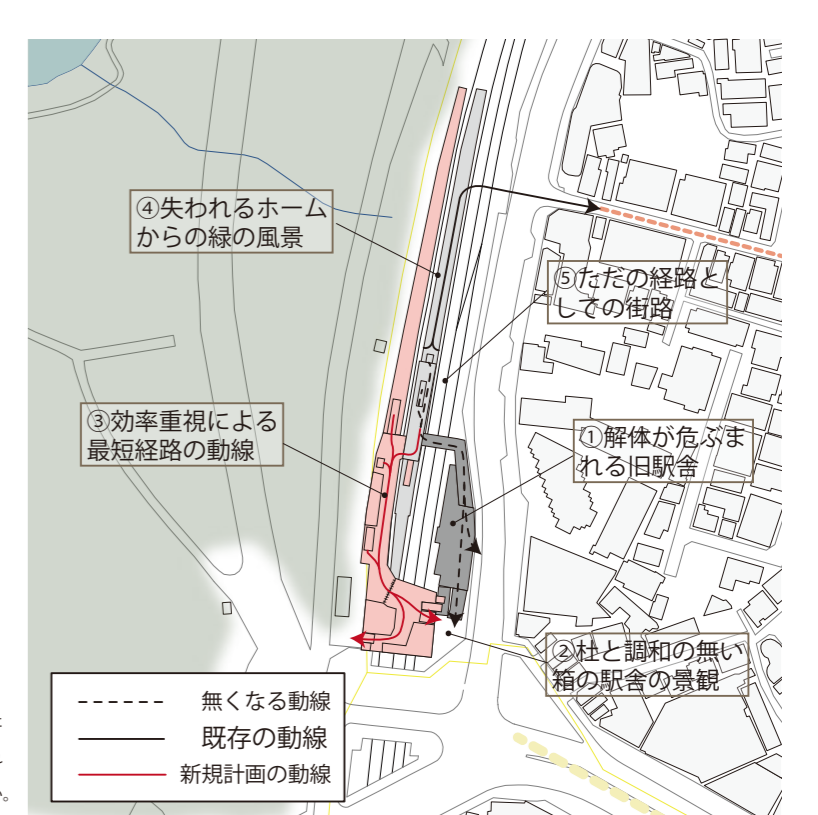 ④失われるホーム
からの緑の風景
⑤ただの経路と
しての街路
③効率重視による
最短経路の動線
①解体が危ぶま
れる旧駅舎
②杜と調和の無い
箱の駅舎の景観
無くなる動線
既存の動線
新規計画の動線
い。